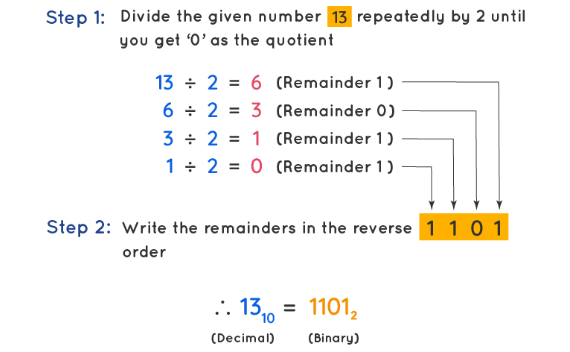 Step 1: Divide the given number 13 repeatedly by 2 until
you get ‘0’ as the quotient
13 ÷ 2 = 6 (Remainder 1)
6 ÷ 2 = 3 (Remainder 0)
3 ÷ 2 = 1 (Remainder 1)
1 ÷ 2 = 0 (Remainder 1)
Step 2: Write the remainders in the reverse 1 1 0 1
order
∴ 13₁₀ = 1101₂
(Decimal) (Binary)